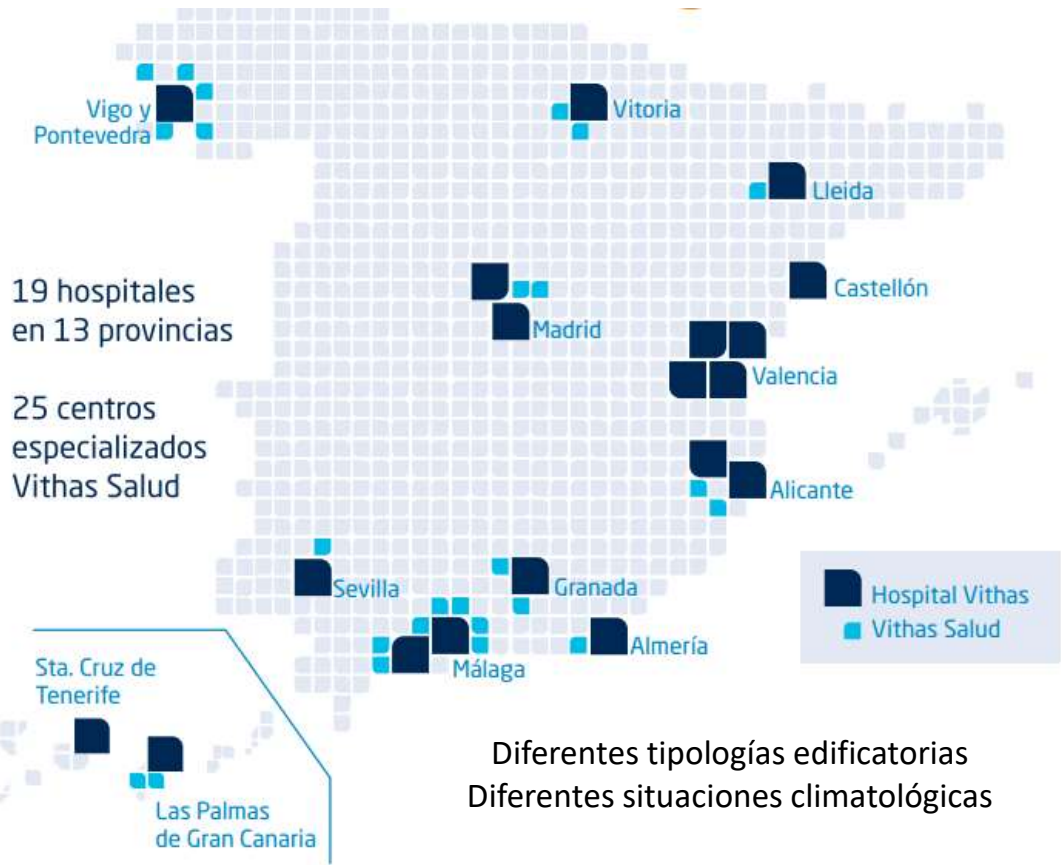 Vigo y
Pontevedra
Vitoria
Lleida
19 hospitales
en 13 provincias
Castellón
Madrid
Valencia
25 centros
especializados
Vithas Salud
Alicante
Sevilla
Granada
Hospital Vithas
Vithas Salud
Almería
Málaga
Sta. Cruz de
Tenerife
Las Palmas
de Gran Canaria
Diferentes tipologías edificatorias
Diferentes situaciones climatológicas